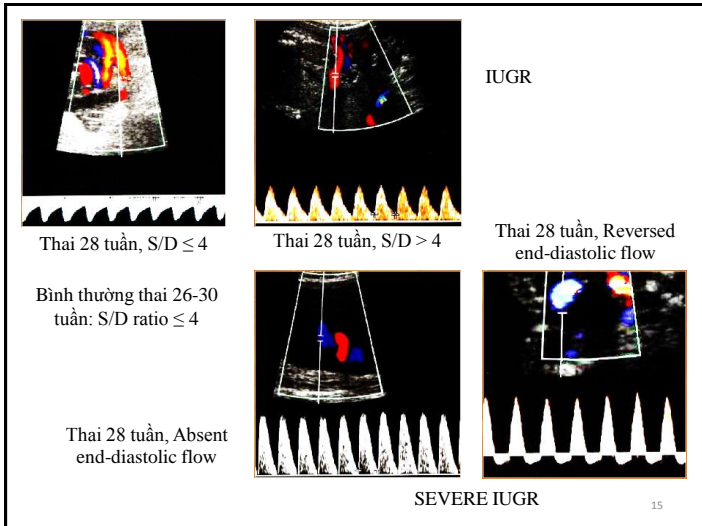 IUGR
Thai 28 tuần, S/D ≤ 4
Thai 28 tuần, S/D > 4
Thai 28 tuần, Reversed
end-diastolic flow
Bình thường thai 26-30
tuần: S/D ratio ≤ 4
Thai 28 tuần, Absent
end-diastolic flow
SEVERE IUGR
15